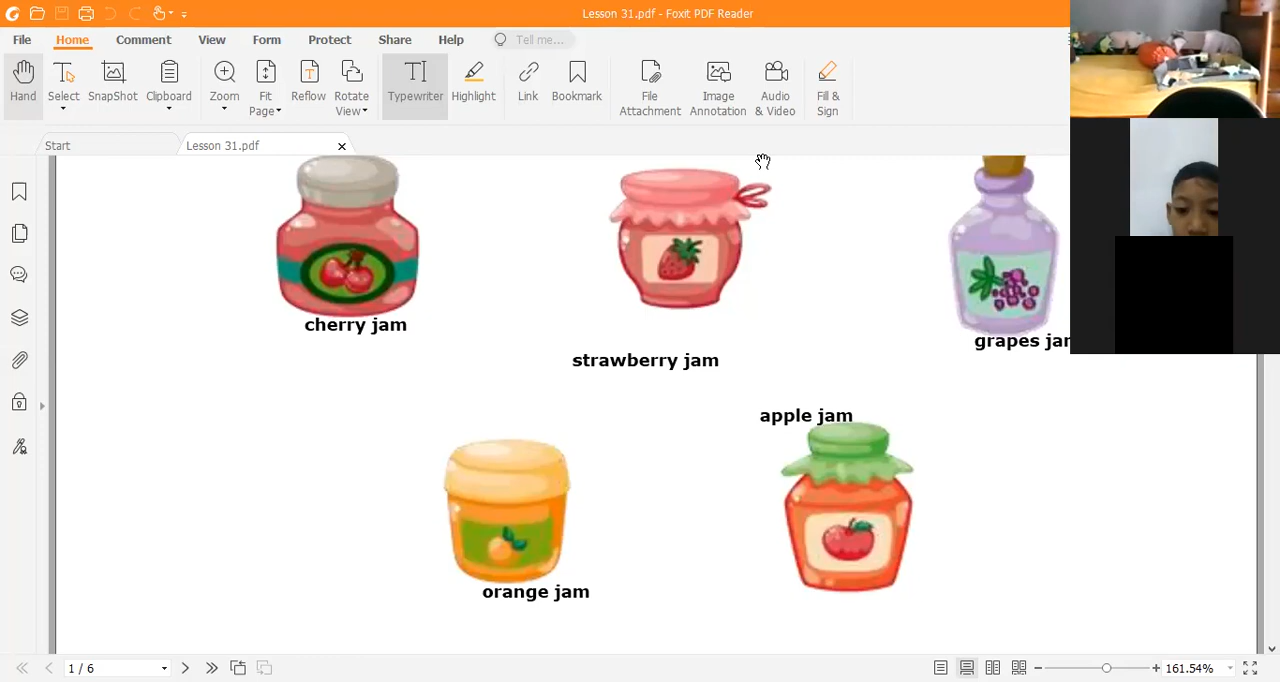 Lesson 31.pdf - Foxit PDF Reader
File Home Comment View Form Protect Share Help Tell me...
Hand Select SnapShot Clipboard Zoom Fit Page Reflow Rotate View Typewriter Highlight Link Bookmark File Attachment Image Annotation Audio & Video Fill & Sign
Start Lesson 31.pdf
cherry jam
strawberry jam
grapes jam
apple jam
orange jam
1 / 6 161.54%